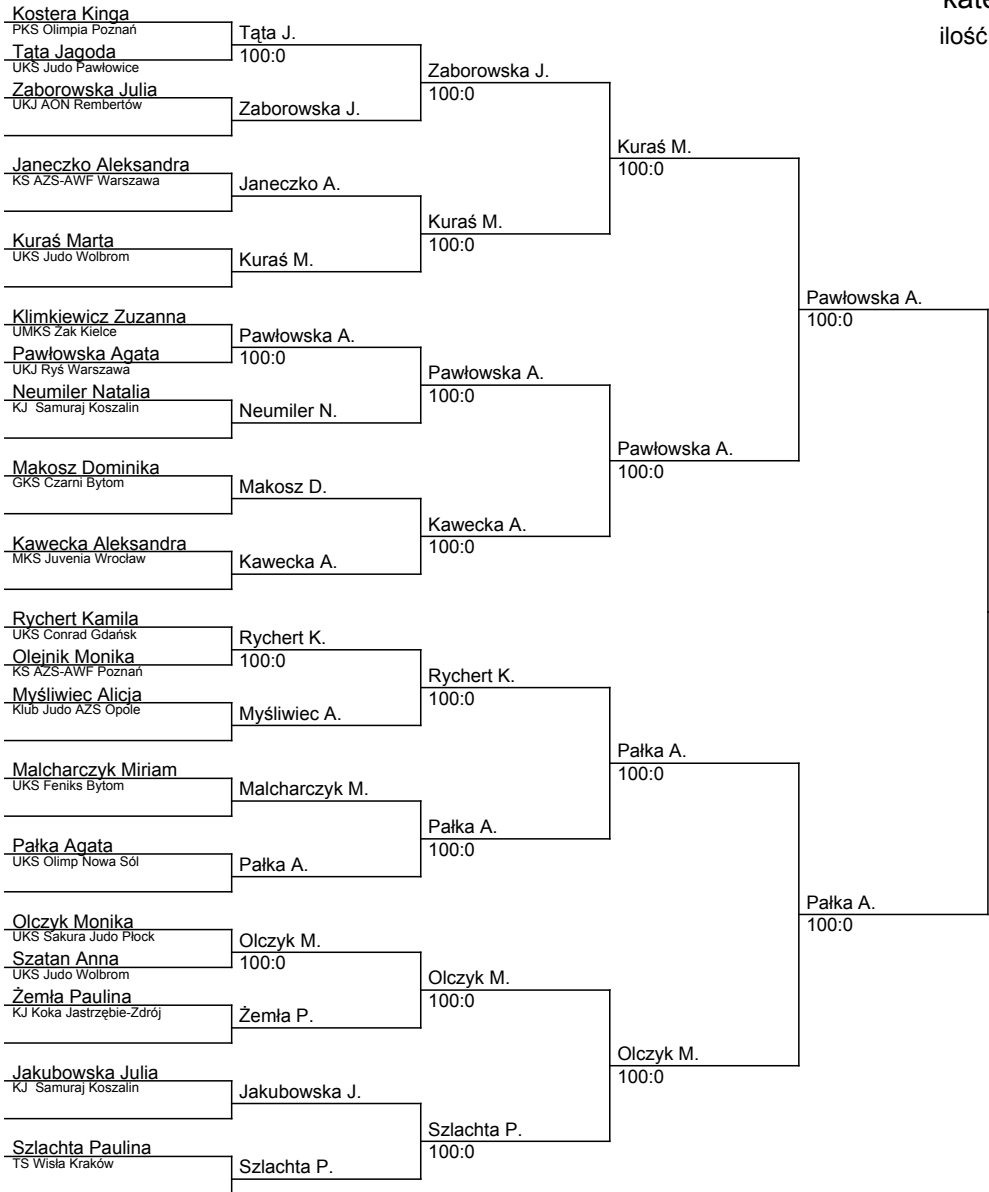 kate
ilość
Kostera Kinga
PKS Olimpia Poznań
Tąta Jagoda
UKS Judo Pawłowice
Zaborowska Julia
UKJ AON Rembertów
Janeczko Aleksandra
KS AZS-AWF Warszawa
Kuraś Marta
UKS Judo Wolbrom
Klimkiewicz Zuzanna
UMKS Żak Kielce
Pawłowska Agata
UKJ Ryś Warszawa
Neumiler Natalia
KJ Samuraj Koszalin
Makosz Dominika
GKS Czarni Bytom
Kawecka Aleksandra
MKS Juvenia Wrocław
Rychert Kamila
UKS Conrad Gdańsk
Olejnik Monika
KS AZS-AWF Poznań
Myśliwiec Alicja
Klub Judo AZS Opole
Malcharczyk Miriam
UKS Feniks Bytom
Pałka Agata
UKS Olimp Nowa Sól
Olczyk Monika
UKS Sakura Judo Płock
Szatan Anna
UKS Judo Wolbrom
Żemła Paulina
KJ Koka Jastrzębie-Zdrój
Jakubowska Julia
KJ Samuraj Koszalin
Szlachta Paulina
TS Wisła Kraków
Tąta J.
100:0
Zaborowska J.
Janeczko A.
Kuraś M.
Pawłowska A.
100:0
Neumiler N.
Makosz D.
Kawecka A.
Rychert K.
100:0
Myśliwiec A.
Malcharczyk M.
Pałka A.
Olczyk M.
100:0
Żemła P.
Jakubowska J.
Szlachta P.
Zaborowska J.
100:0
Kuraś M.
100:0
Pawłowska A.
100:0
Kawecka A.
100:0
Rychert K.
100:0
Pałka A.
100:0
Olczyk M.
100:0
Szlachta P.
100:0
Kuraś M.
100:0
Pawłowska A.
100:0
Pałka A.
100:0
Olczyk M.
100:0
Pawłowska A.
100:0
Pałka A.
100:0